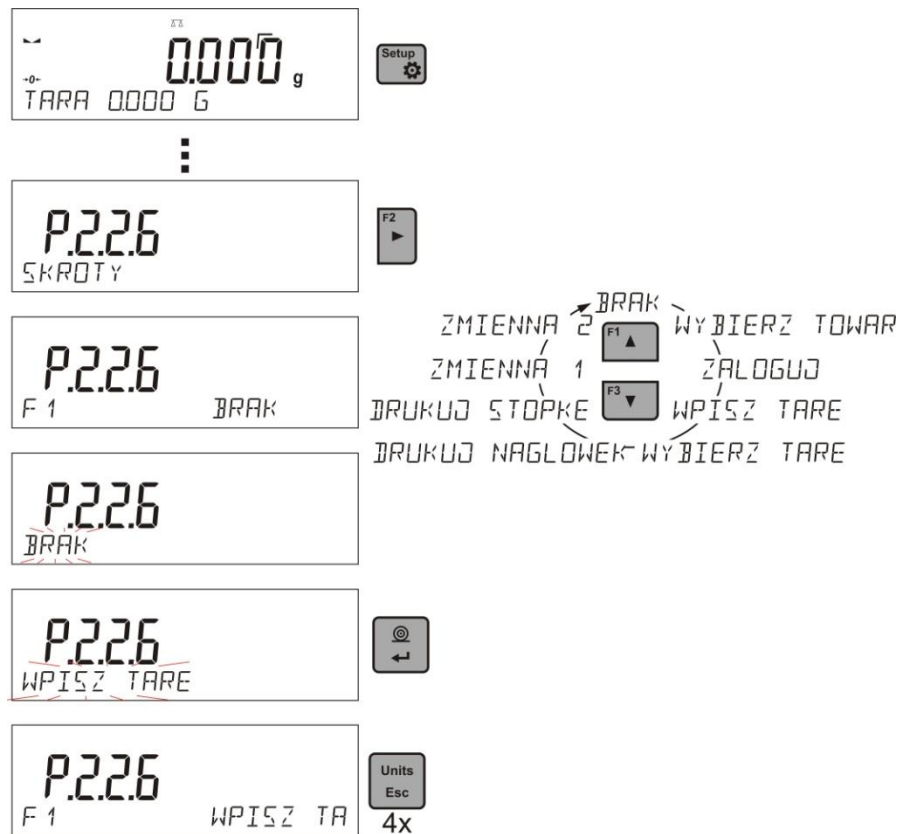 0.000 g
→0←
TARA 0.000 G
Setup
P.2.2.6
SKROTY
F2
P.2.2.6
F 1 BRAK
BRAK
ZMIENNA 2 F1 WYBIERZ TOWAR
ZMIENNA 1 ZALOGUJ
DRUKUJ STOPKE F3 WPISZ TARE
DRUKUJ NAGLOWEK WYBIERZ TARE
P.2.2.6
BRAK
P.2.2.6
WPISZ TARE
P.2.2.6
F 1 WPISZ TA
Units
Esc
4x